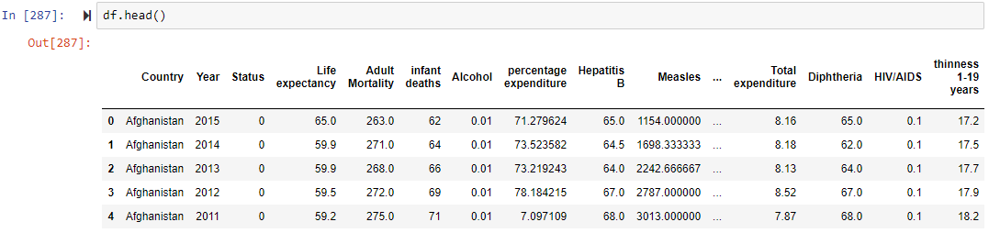 In [287]: df.head()
Out[287]:
Country Year Status Life expectancy Adult Mortality infant deaths Alcohol percentage expenditure Hepatitis B Measles ... Total expenditure Diphtheria HIV/AIDS thinness 1-19 years
0 Afghanistan 2015 0 65.0 263.0 62 0.01 71.279624 65.0 1154.000000 ... 8.16 65.0 0.1 17.2
1 Afghanistan 2014 0 59.9 271.0 64 0.01 73.523582 64.5 1698.333333 ... 8.18 62.0 0.1 17.5
2 Afghanistan 2013 0 59.9 268.0 66 0.01 73.219243 64.0 2242.666667 ... 8.13 64.0 0.1 17.7
3 Afghanistan 2012 0 59.5 272.0 69 0.01 78.184215 67.0 2787.000000 ... 8.52 67.0 0.1 17.9
4 Afghanistan 2011 0 59.2 275.0 71 0.01 7.097109 68.0 3013.000000 ... 7.87 68.0 0.1 18.2